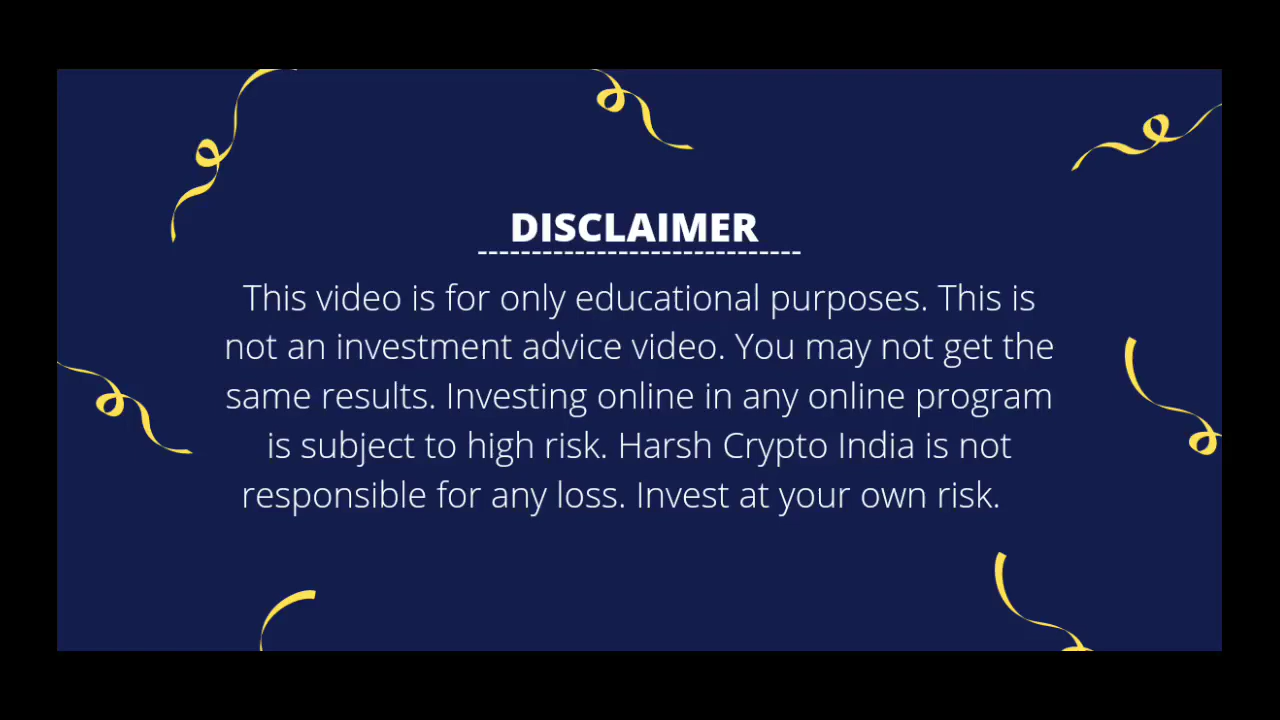 DISCLAIMER
------------------------------
This video is for only educational purposes. This is
not an investment advice video. You may not get the
same results. Investing online in any online program
is subject to high risk. Harsh Crypto India is not
responsible for any loss. Invest at your own risk.